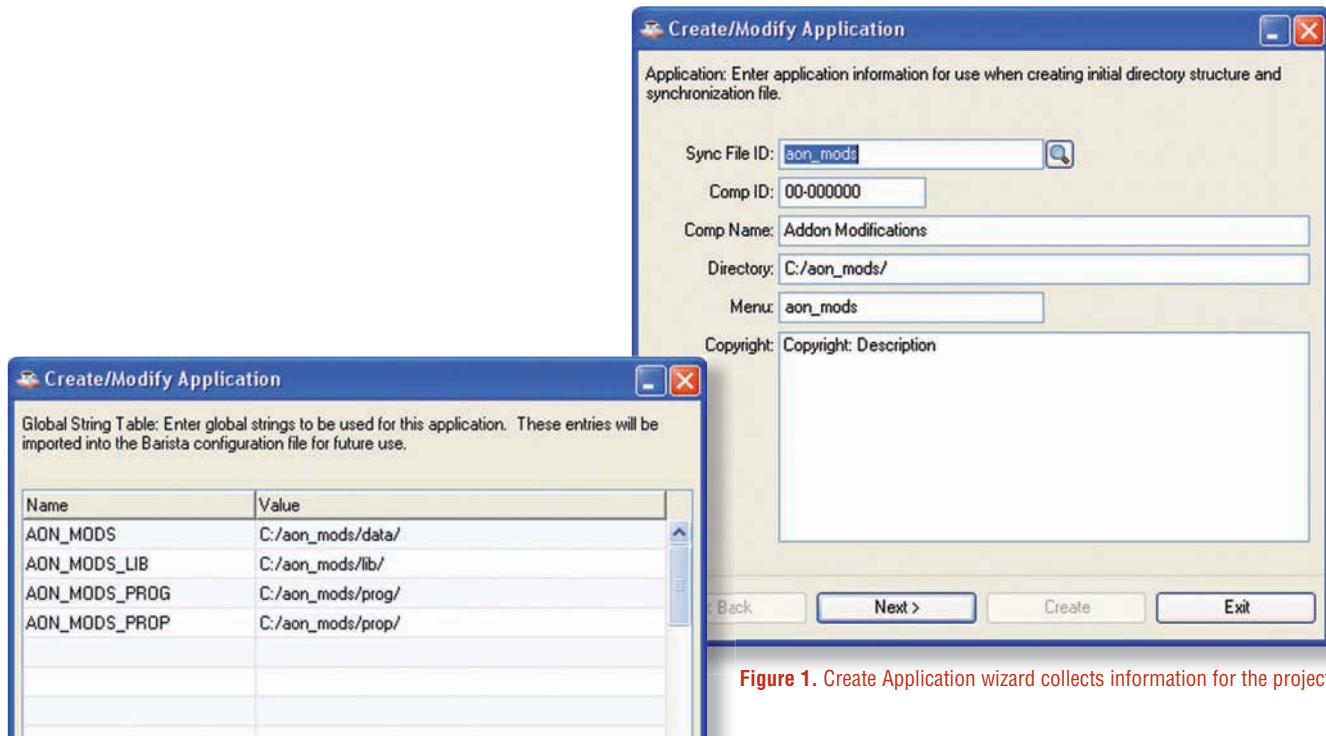 Create/Modify Application
Application: Enter application information for use when creating initial directory structure and
synchronization file.
Sync File ID: aon_mods
Comp ID: 00-000000
Comp Name: Addon Modifications
Directory: C:/aon_mods/
Menu: aon_mods
Copyright: Copyright: Description
Back Next > Create Exit
Figure 1. Create Application wizard collects information for the project
Create/Modify Application
Global String Table: Enter global strings to be used for this application. These entries will be
imported into the Barista configuration file for future use.
Name Value
AON_MODS C:/aon_mods/data/
AON_MODS_LIB C:/aon_mods/lib/
AON_MODS_PROG C:/aon_mods/prog/
AON_MODS_PROP C:/aon_mods/prop/